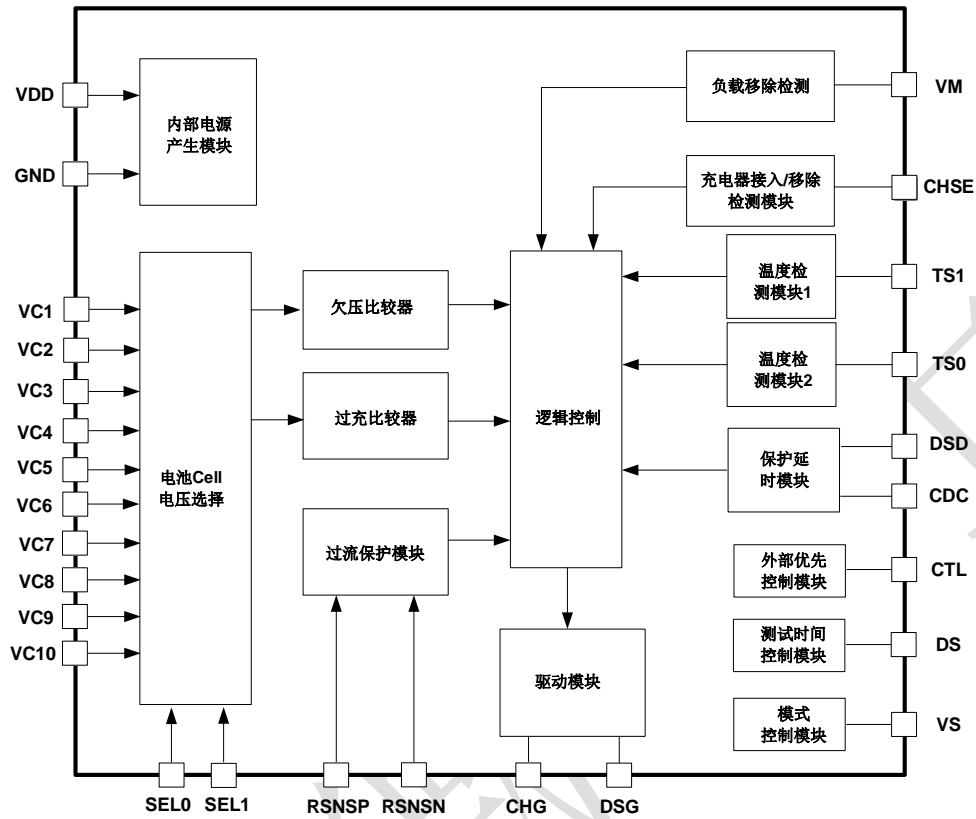 VDD
内部电源
产生模块
GND
负载移除检测
VM
充电器接入/移除
检测模块
CHSE
温度检
测模块1
TS1
温度检
测模块2
TS0
VC1
VC2
VC3
VC4
VC5
VC6
VC7
VC8
VC9
VC10
电池Cell
电压选择
欠压比较器
过充比较器
过流保护模块
逻辑控制
保护延
时模块
DSD
CDC
外部优先
控制模块
CTL
测试时间
控制模块
DS
模式
控制模块
VS
驱动模块
SEL0
SEL1
RSNSP
RSNSN
CHG
DSG